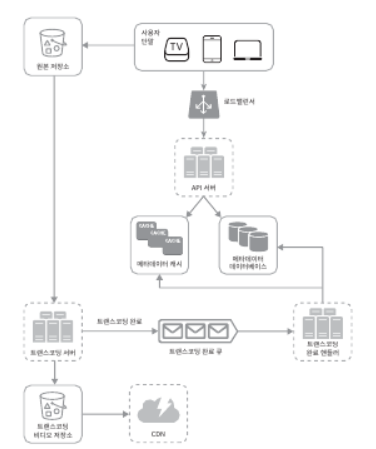 사용자
단말
TV
원본 저장소
로드밸런서
API 서버
CACHE
CACHE
CACHE
메타데이터 캐시
메타데이터
데이터베이스
트랜스코딩 완료
트랜스코딩 서버
트랜스코딩 완료 큐
트랜스코딩
완료 핸들러
트랜스코딩
비디오 저장소
CDN